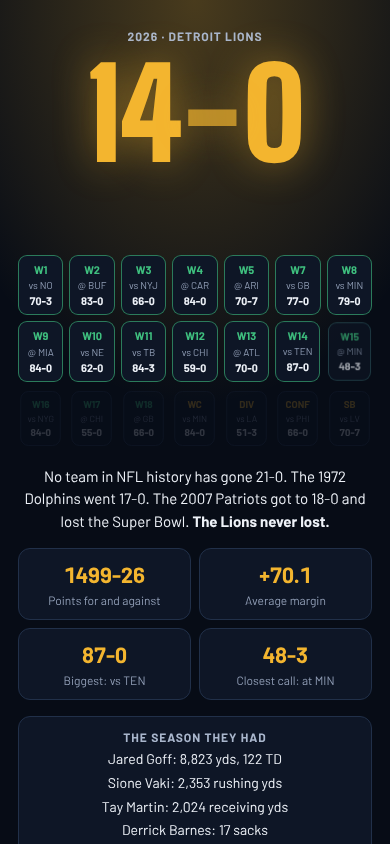 2026 · DETROIT LIONS
14–0
W1 W2 W3 W4 W5 W7 W8
vs NO @ BUF vs NYJ @ CAR @ ARI vs GB vs MIN
70-3 83-0 66-0 84-0 70-7 77-0 79-0
W9 W10 W11 W12 W13 W14 W15
@ MIA vs NE vs TB vs CHI @ ATL vs TEN @ MIN
84-0 62-0 84-3 59-0 70-0 87-0 48-3
W16 W17 W18 WC DIV CONF SB
vs NYG @ CHI @ GB vs MIN vs LA vs PHI vs LV
84-0 55-0 66-0 84-0 51-3 66-0 70-7
No team in NFL history has gone 21-0. The 1972
Dolphins went 17-0. The 2007 Patriots got to 18-0 and
lost the Super Bowl. The Lions never lost.
1499-26 +70.1
Points for and against Average margin
87-0 48-3
Biggest: vs TEN Closest call: at MIN
THE SEASON THEY HAD
Jared Goff: 8,823 yds, 122 TD
Sione Vaki: 2,353 rushing yds
Tay Martin: 2,024 receiving yds
Derrick Barnes: 17 sacks